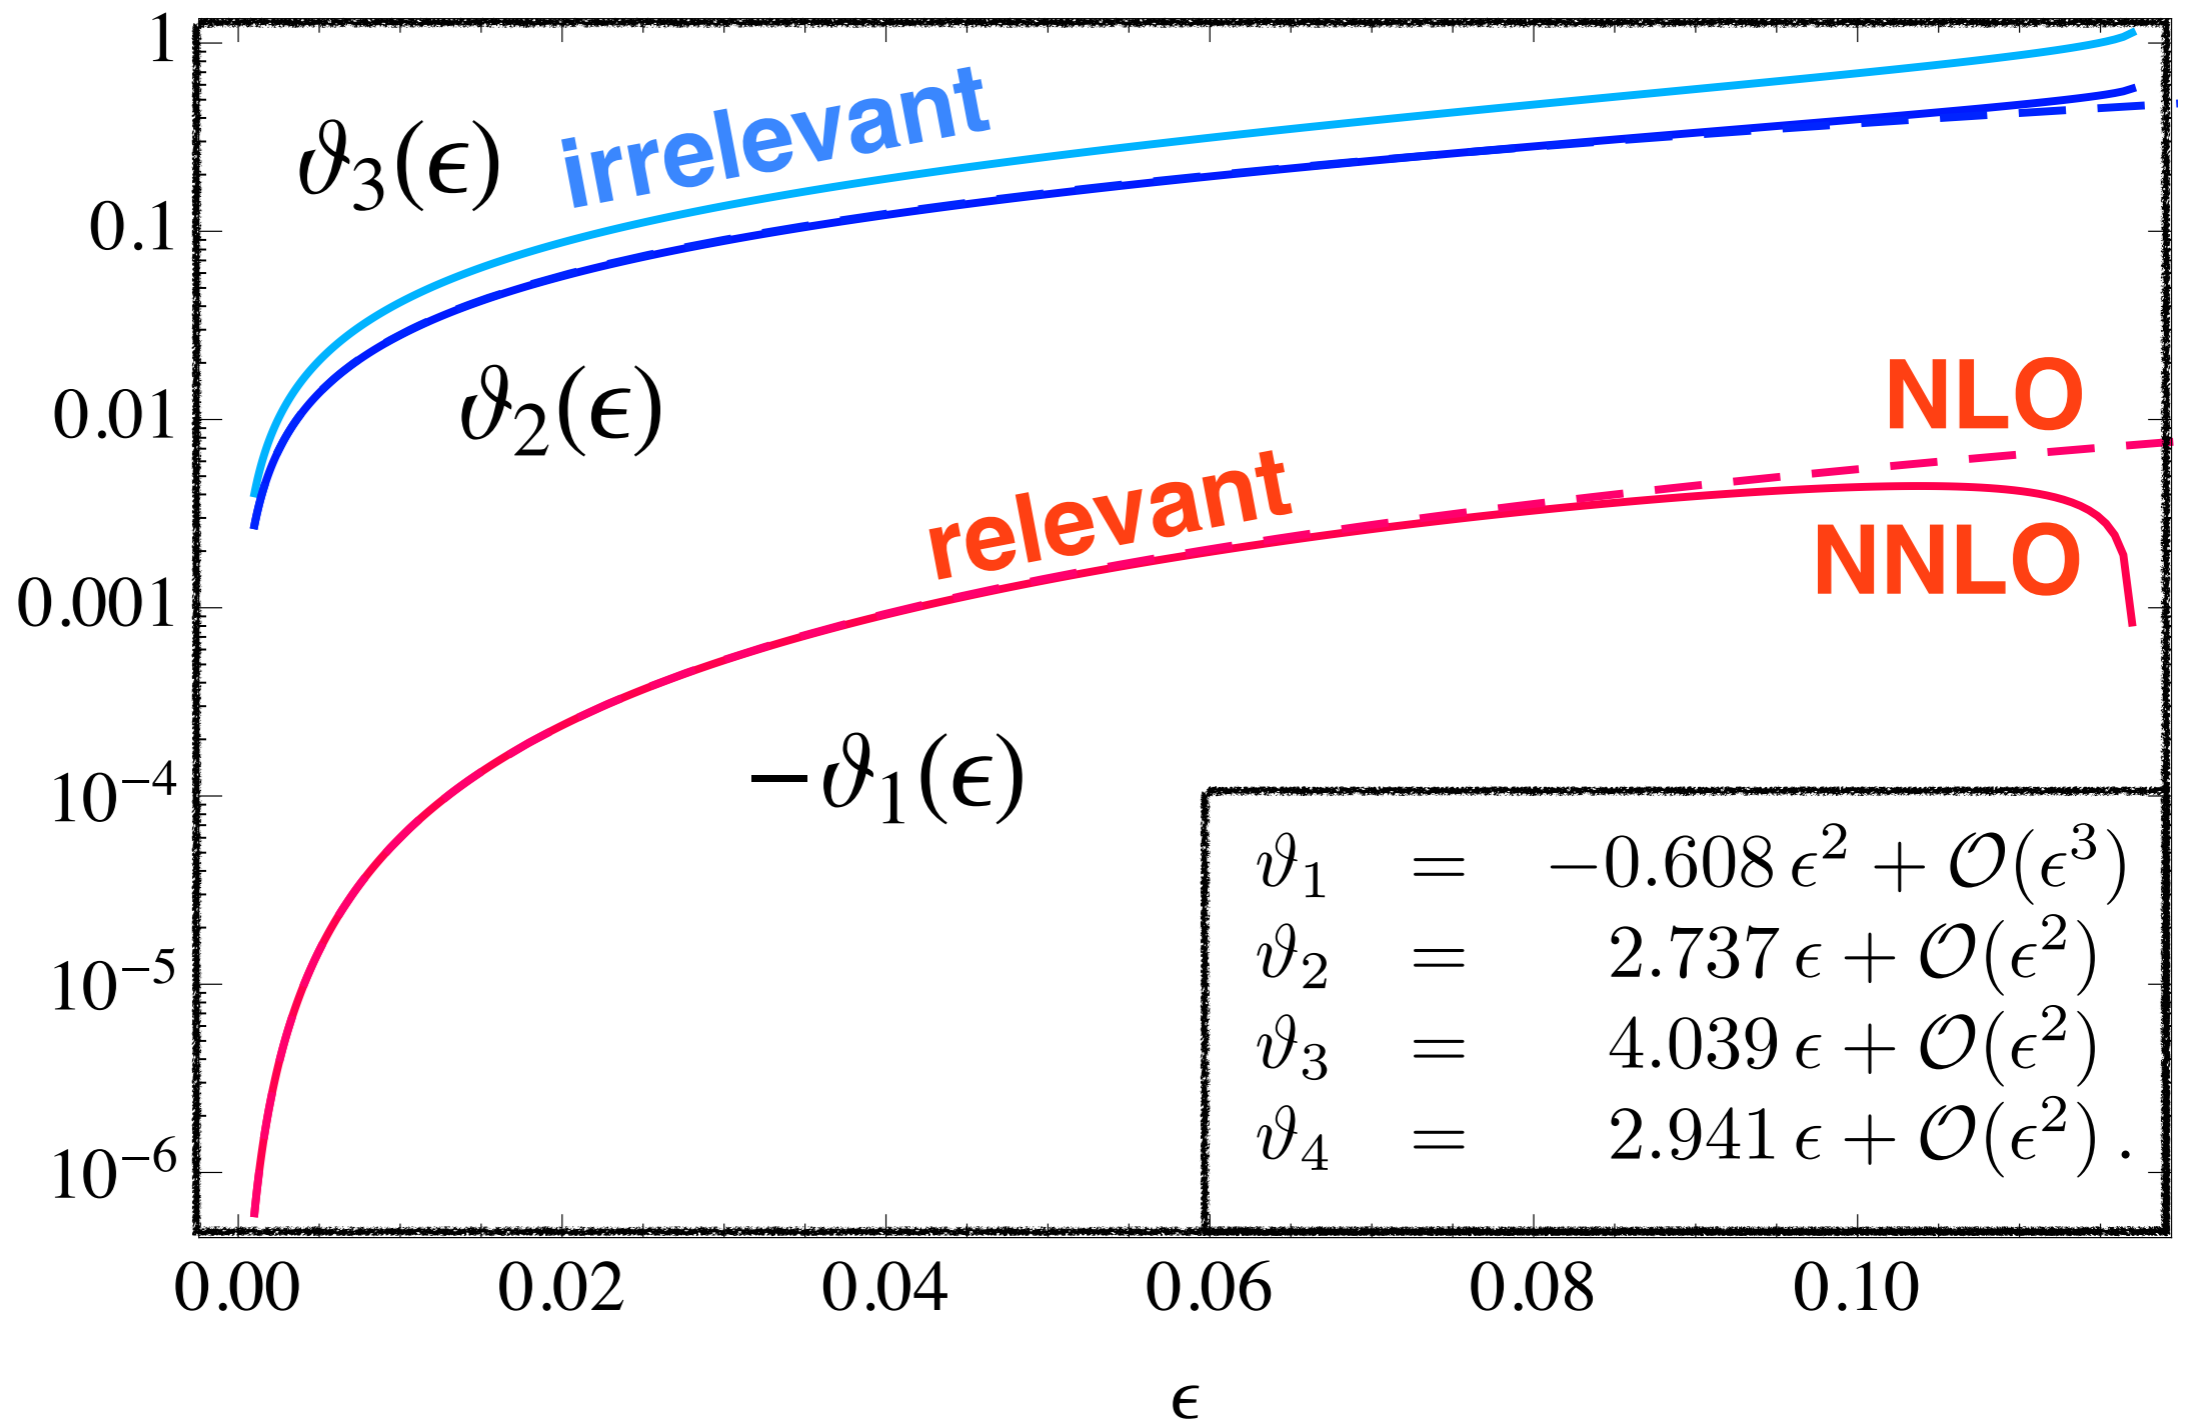 1
ϑ₃(ϵ) irrelevant
0.1
ϑ₂(ϵ)
0.01
NLO
relevant
NNLO
0.001
−ϑ₁(ϵ)
10⁻⁴
10⁻⁵
10⁻⁶
ϑ₁ = −0.608 ϵ² + 𝒪(ϵ³)
ϑ₂ = 2.737 ϵ + 𝒪(ϵ²)
ϑ₃ = 4.039 ϵ + 𝒪(ϵ²)
ϑ₄ = 2.941 ϵ + 𝒪(ϵ²) .
0.00 0.02 0.04 0.06 0.08 0.10
ϵ